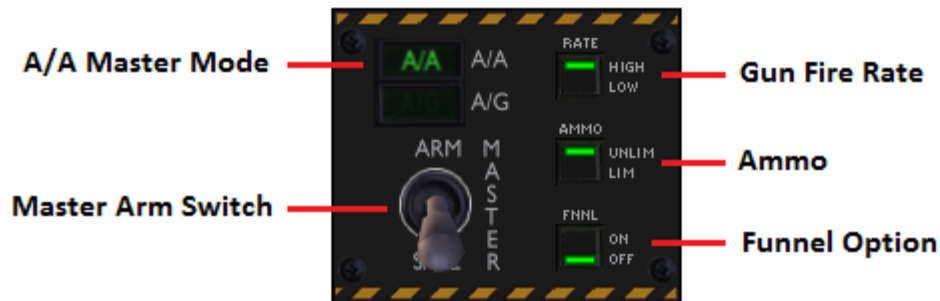 A/A Master Mode
A/A
A/A
A/G
RATE
HIGH
LOW
Gun Fire Rate
ARM
MASTER
AMMO
UNLIM
LIM
Ammo
Master Arm Switch
FNNL
ON
OFF
Funnel Option